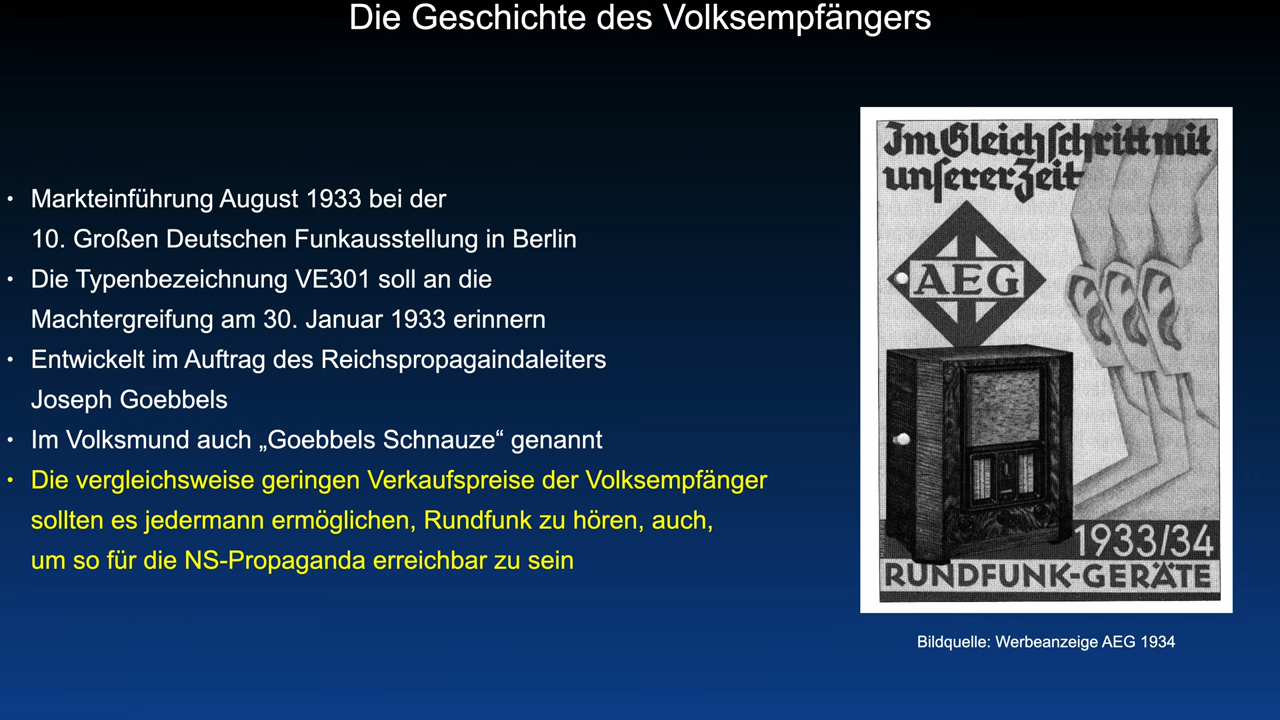 Die Geschichte des Volksempfängers
• Markteinführung August 1933 bei der
10. Großen Deutschen Funkausstellung in Berlin
• Die Typenbezeichnung VE301 soll an die
Machtergreifung am 30. Januar 1933 erinnern
• Entwickelt im Auftrag des Reichspropagaindaleiters
Joseph Goebbels
• Im Volksmund auch „Goebbels Schnauze“ genannt
• Die vergleichsweise geringen Verkaufspreise der Volksempfänger
sollten es jedermann ermöglichen, Rundfunk zu hören, auch,
um so für die NS-Propaganda erreichbar zu sein
Im Gleichschritt mit
unserer Zeit
AEG
1933/34
RUNDFUNK-GERÄTE
Bildquelle: Werbeanzeige AEG 1934